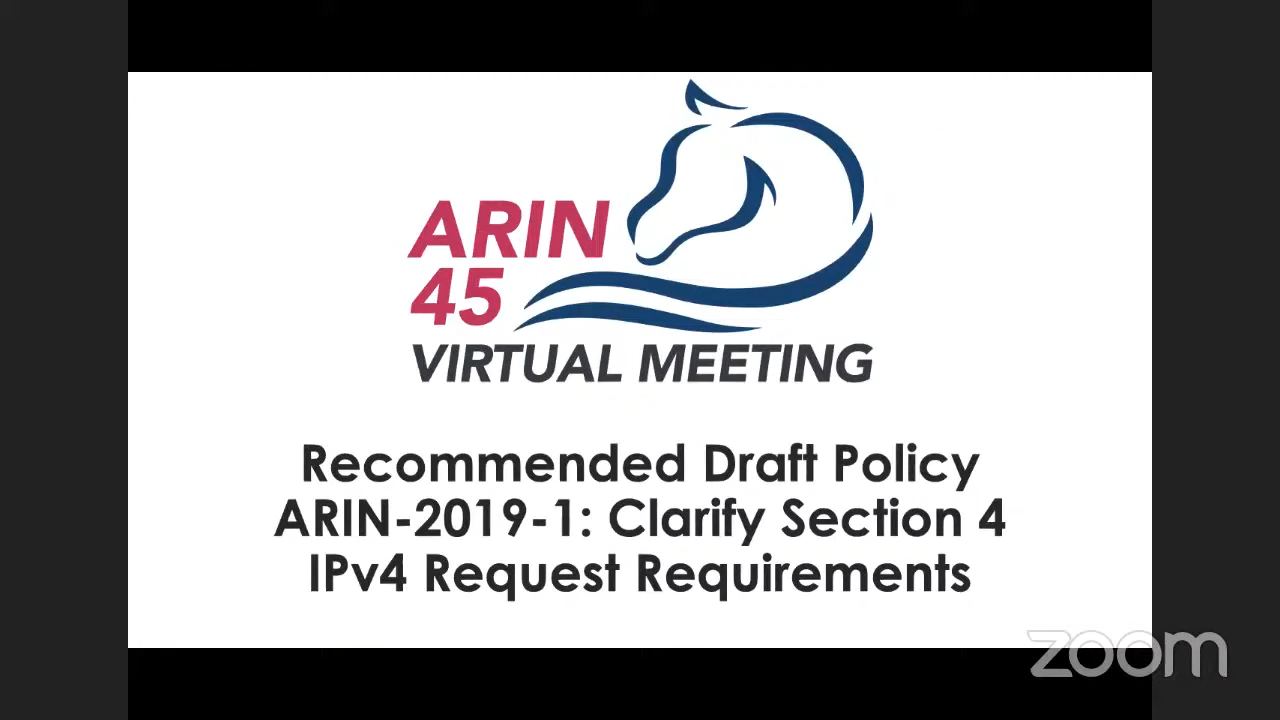 ARIN
45
VIRTUAL MEETING
Recommended Draft Policy
ARIN-2019-1: Clarify Section 4
IPv4 Request Requirements
zoom